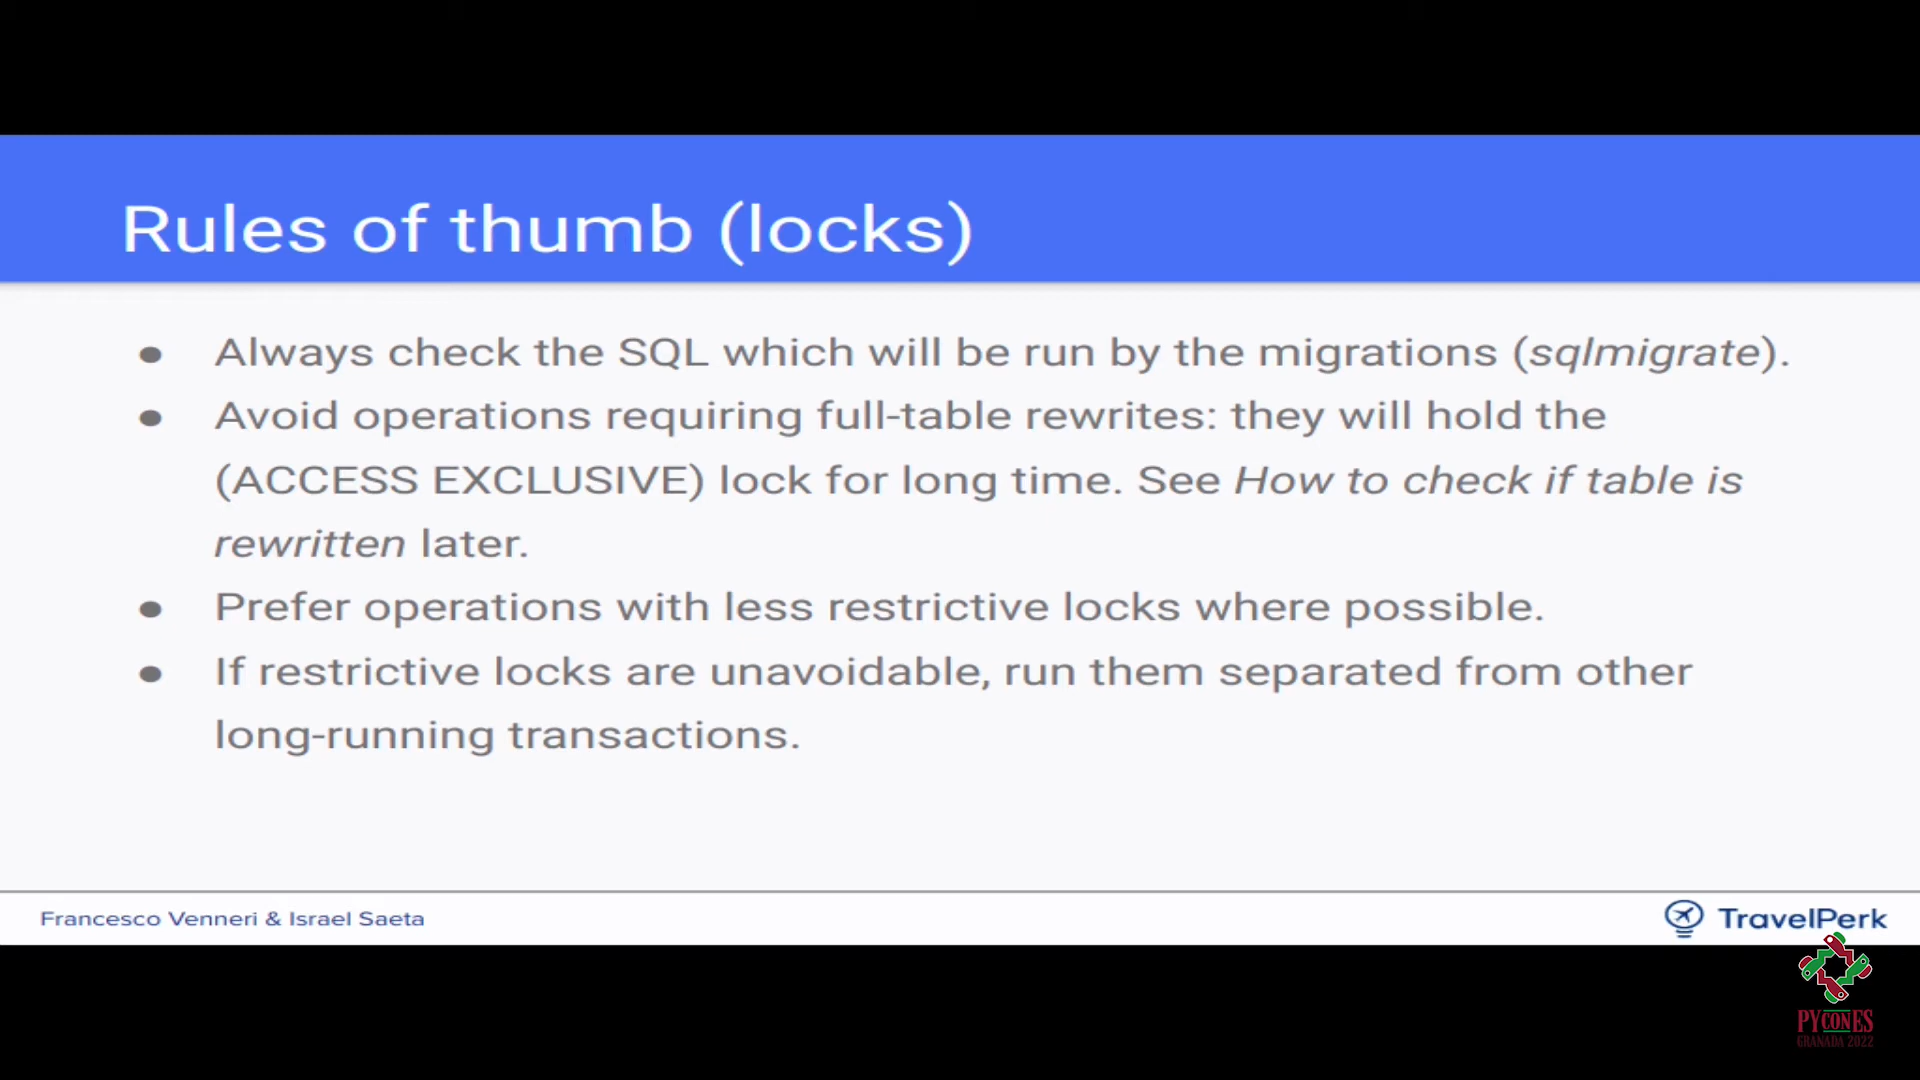 Rules of thumb (locks)
● Always check the SQL which will be run by the migrations (sqlmigrate).
● Avoid operations requiring full-table rewrites: they will hold the
(ACCESS EXCLUSIVE) lock for long time. See How to check if table is
rewritten later.
● Prefer operations with less restrictive locks where possible.
● If restrictive locks are unavoidable, run them separated from other
long-running transactions.
Francesco Venneri & Israel Saeta
TravelPerk
PYCONES
GRANADA 2022